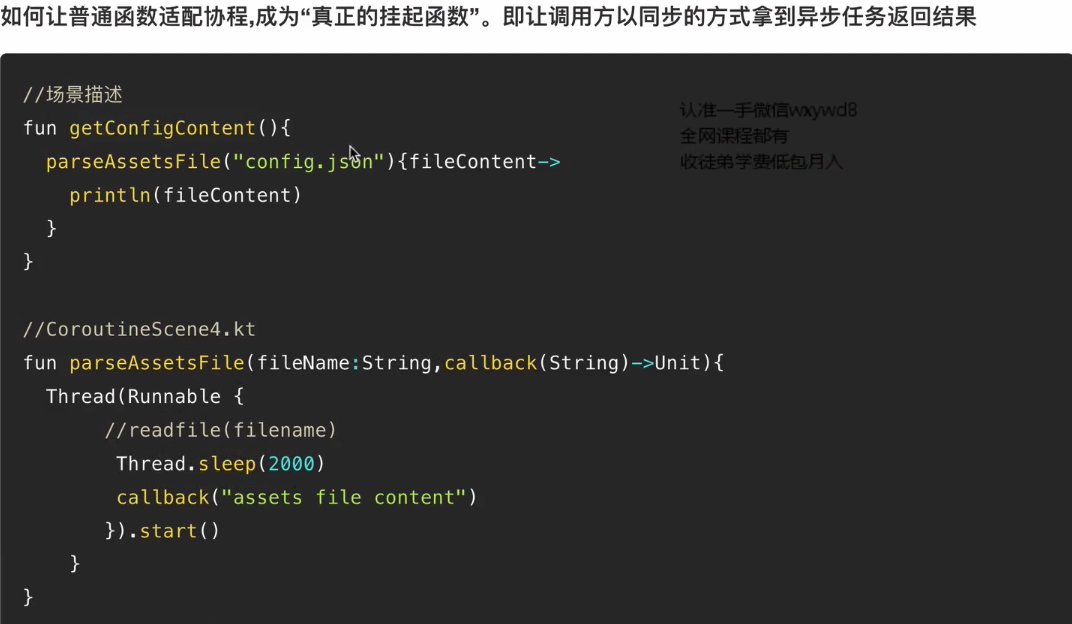 如何让普通函数适配协程,成为“真正的挂起函数”。即让调用方以同步的方式拿到异步任务返回结果
//场景描述
fun getConfigContent(){
parseAssetsFile("config.json"){fileContent->
println(fileContent)
}
}
认准一手微信wxywd8
全网课程都有
收徒弟学费低包月入
//CoroutineScene4.kt
fun parseAssetsFile(fileName:String,callback(String)->Unit){
Thread(Runnable {
//readfile(filename)
Thread.sleep(2000)
callback("assets file content")
}).start()
}
}